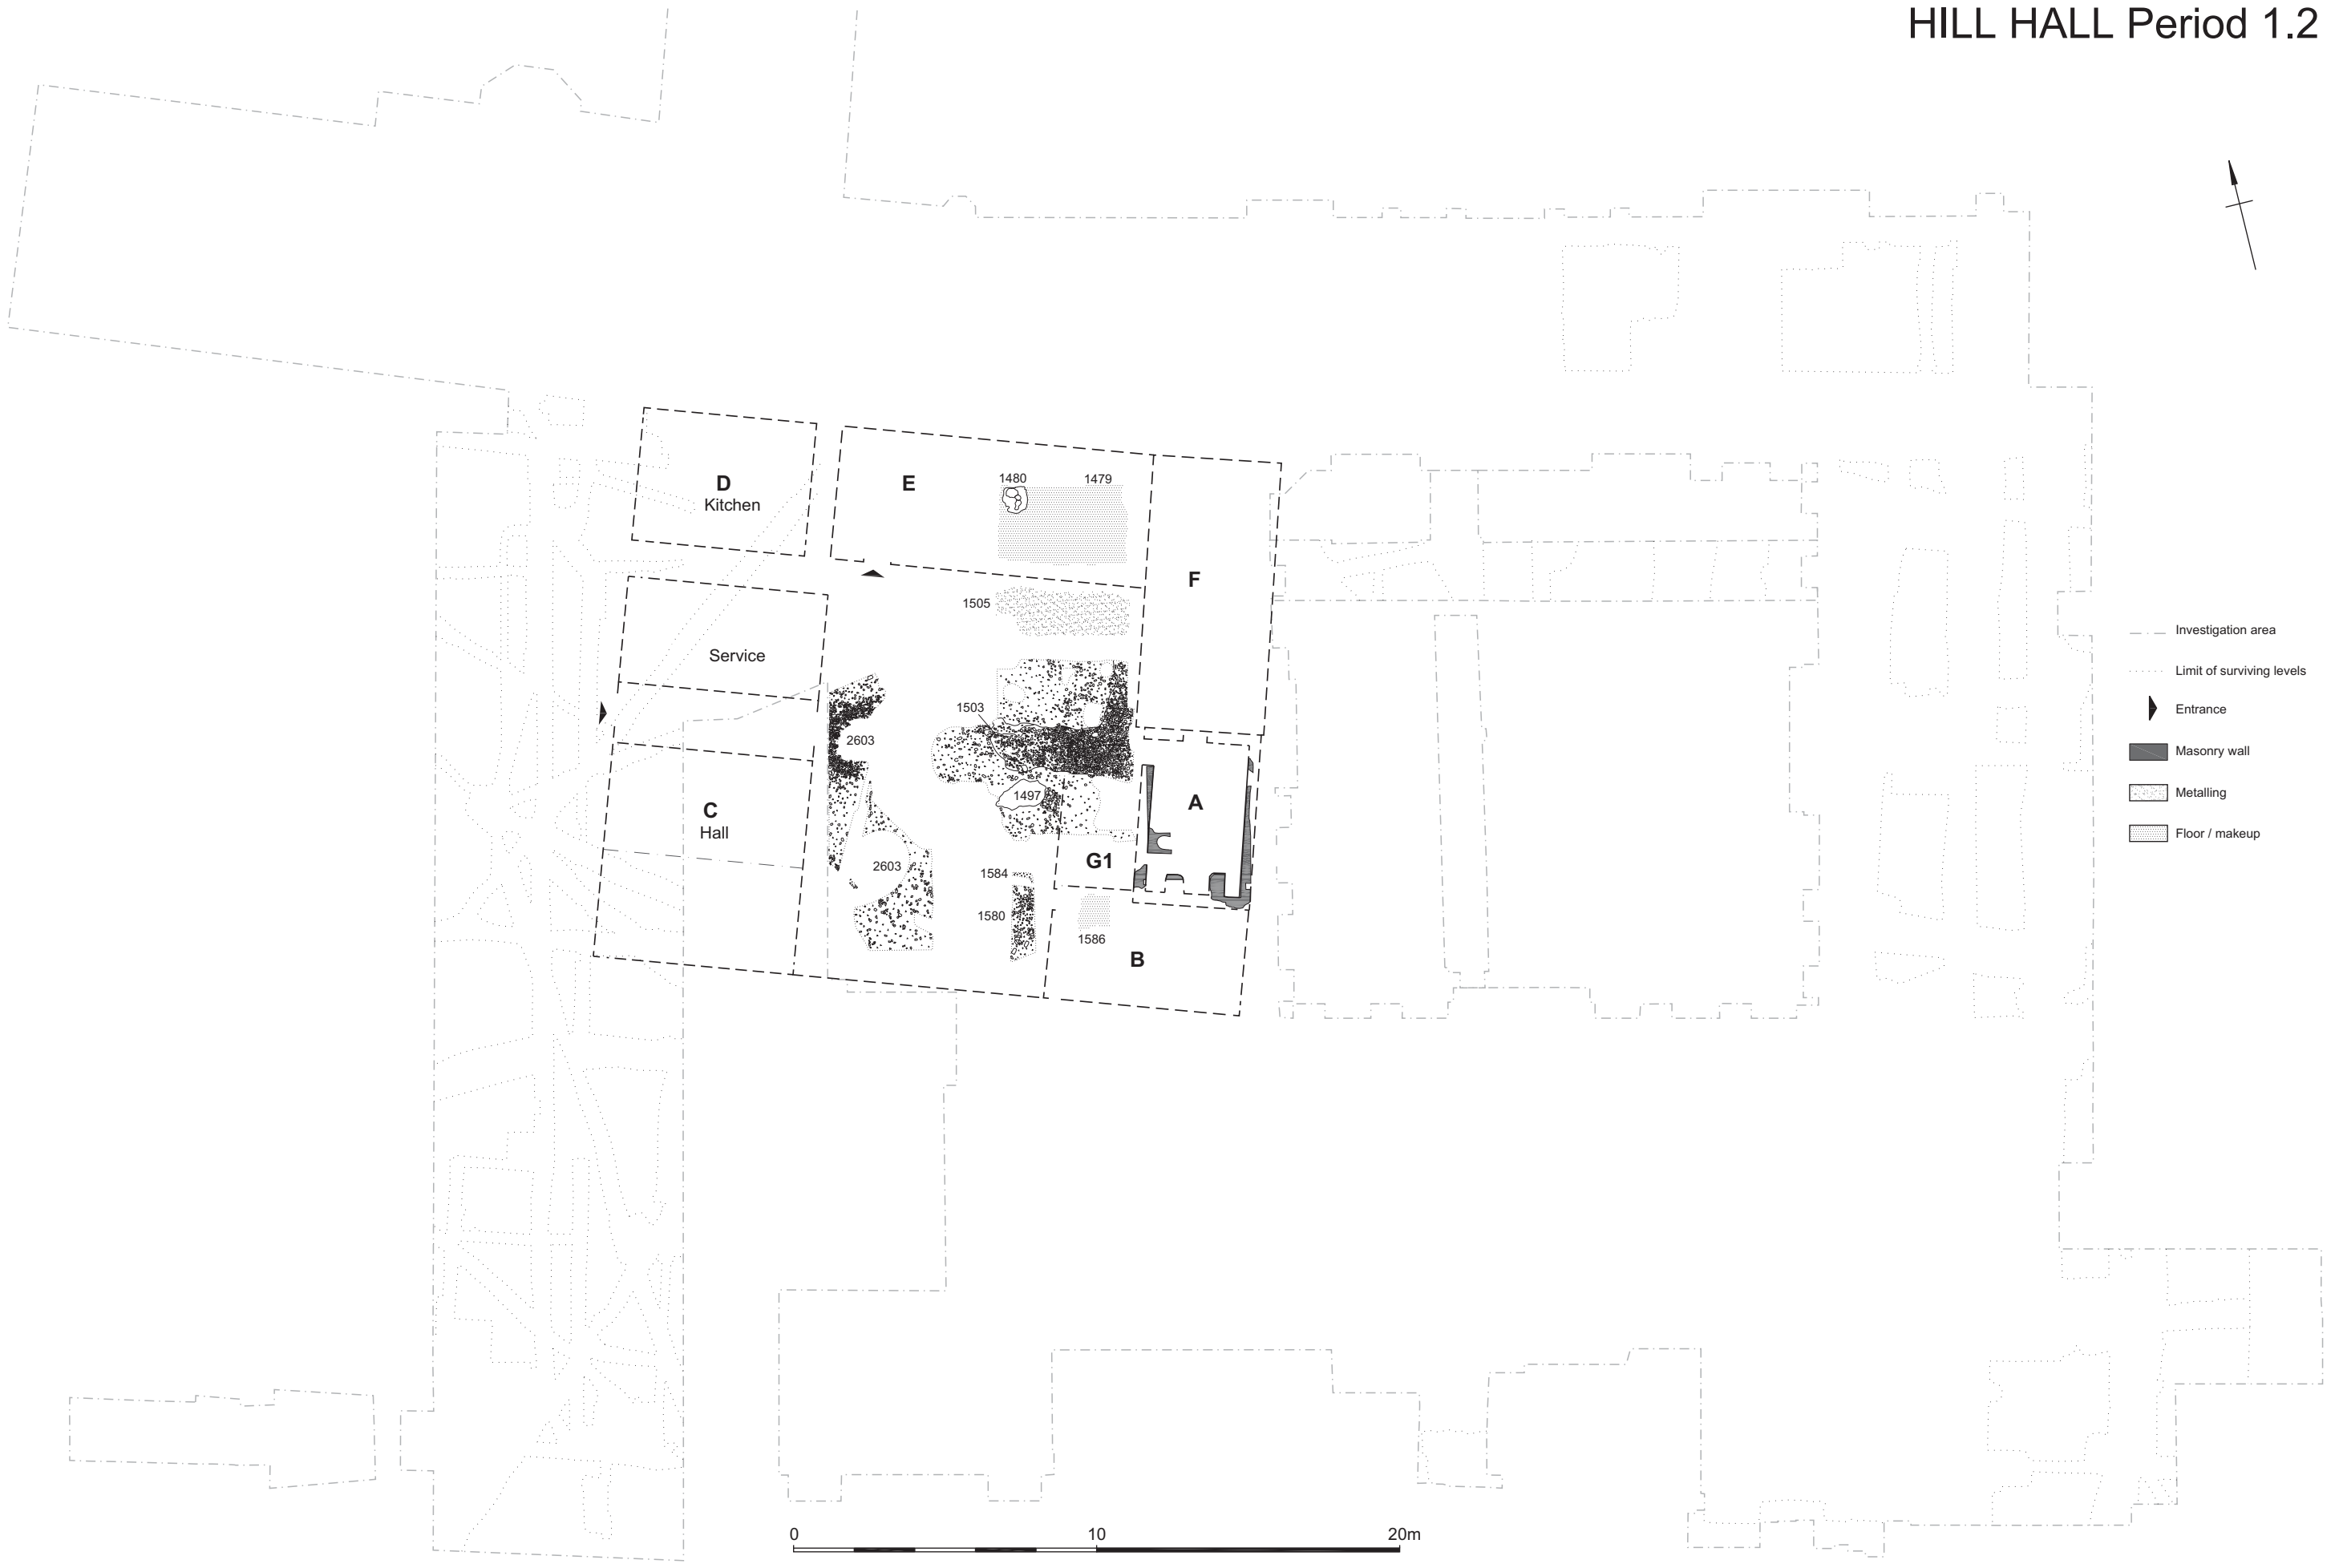 HILL HALL Period 1.2
D
Kitchen
E
1480
1479
F
1505
Service
1503
2603
1497
A
C
Hall
G1
2603
1584
1580
1586
B
Investigation area
Limit of surviving levels
Entrance
Masonry wall
Metalling
Floor / makeup
0 10 20m